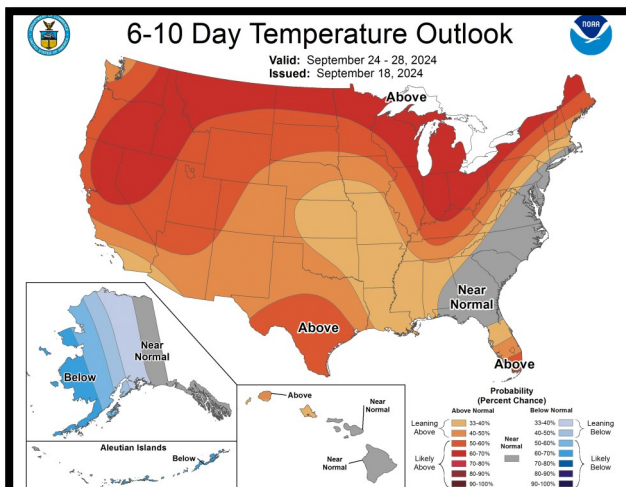 6-10 Day Temperature Outlook
Valid: September 24 - 28, 2024
Issued: September 18, 2024
NOAA
Above
Near
Normal
Above
Above
Near
Normal
Below
Aleutian Islands
Below
Above
Near
Normal
Near
Normal
Probability
(Percent Chance)
Above Normal
Below Normal
Leaning
Above
33-40%
40-50%
Likely
Above
50-60%
60-70%
70-80%
80-90%
90-100%
Near
Normal
33-40%
40-50%
Leaning
Below
50-60%
60-70%
70-80%
80-90%
90-100%
Likely
Below